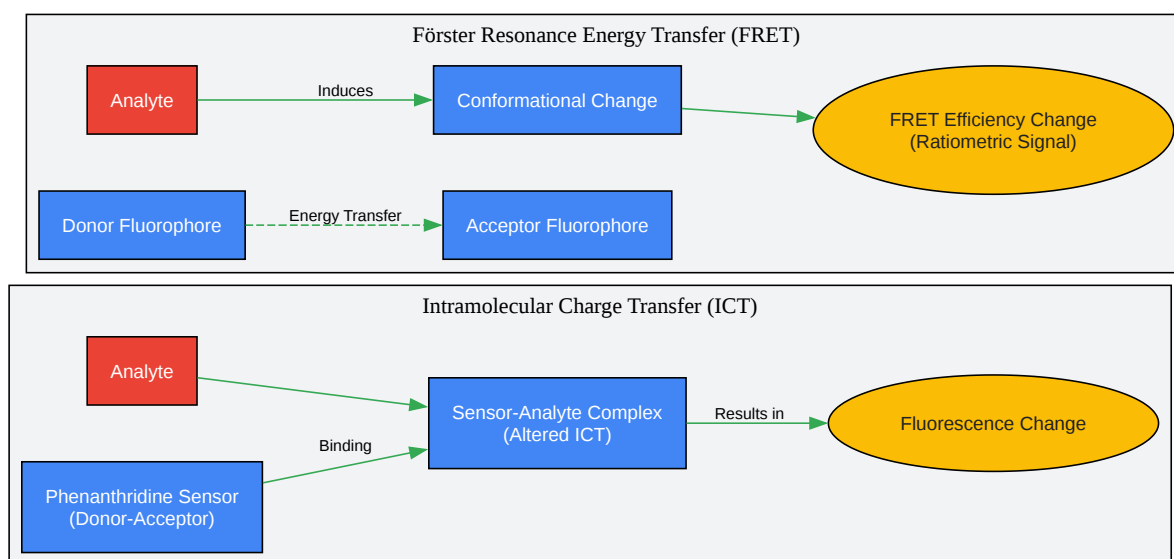 Förster Resonance Energy Transfer (FRET)
Analyte
Induces
Conformational Change
FRET Efficiency Change
(Ratiometric Signal)
Donor Fluorophore
Energy Transfer
Acceptor Fluorophore
Intramolecular Charge Transfer (ICT)
Analyte
Sensor-Analyte Complex
(Altered ICT)
Results in
Fluorescence Change
Binding
Phenanthridine Sensor
(Donor-Acceptor)